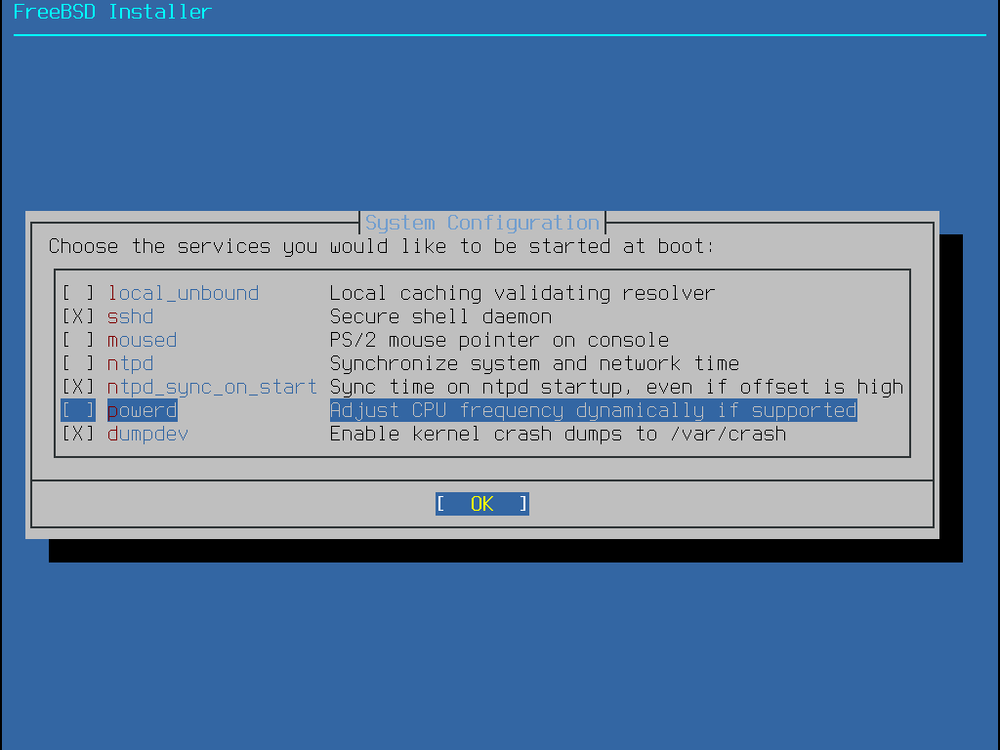 FreeBSD Installer
System Configuration
Choose the services you would like to be started at boot:
[ ] local_unbound Local caching validating resolver
[X] sshd Secure shell daemon
[ ] moused PS/2 mouse pointer on console
[ ] ntpd Synchronize system and network time
[X] ntpd_sync_on_start Sync time on ntpd startup, even if offset is high
[ ] powerd Adjust CPU frequency dynamically if supported
[X] dumpdev Enable kernel crash dumps to /var/crash
[ OK ]